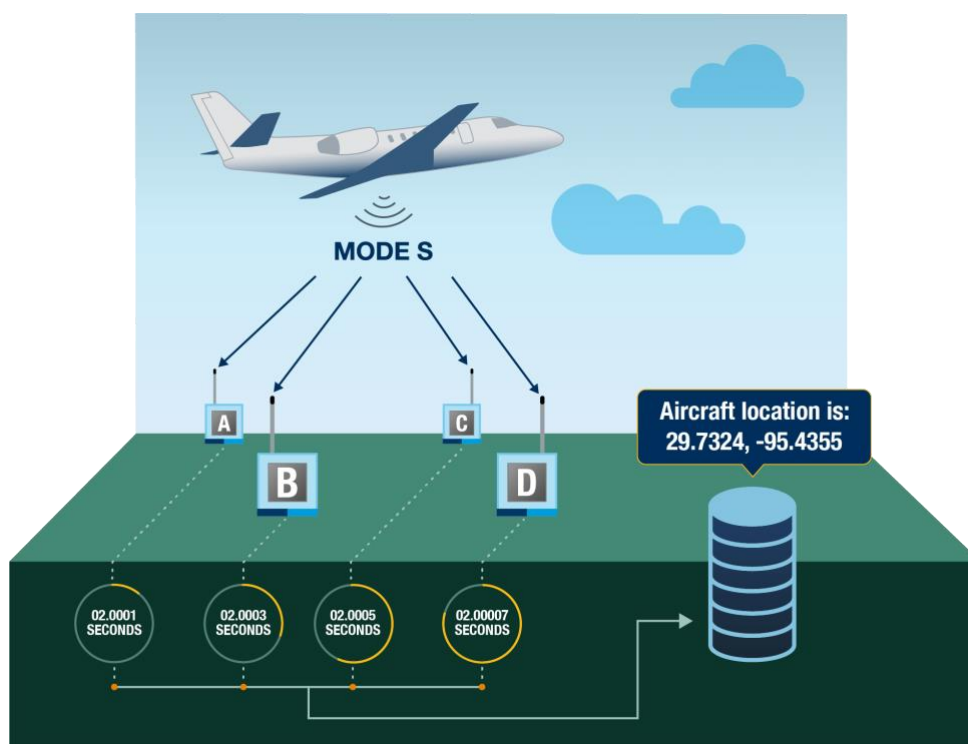 MODE S
A
C
B
D
Aircraft location is:
29.7324, -95.4355
02.0001
SECONDS
02.0003
SECONDS
02.0005
SECONDS
02.00007
SECONDS